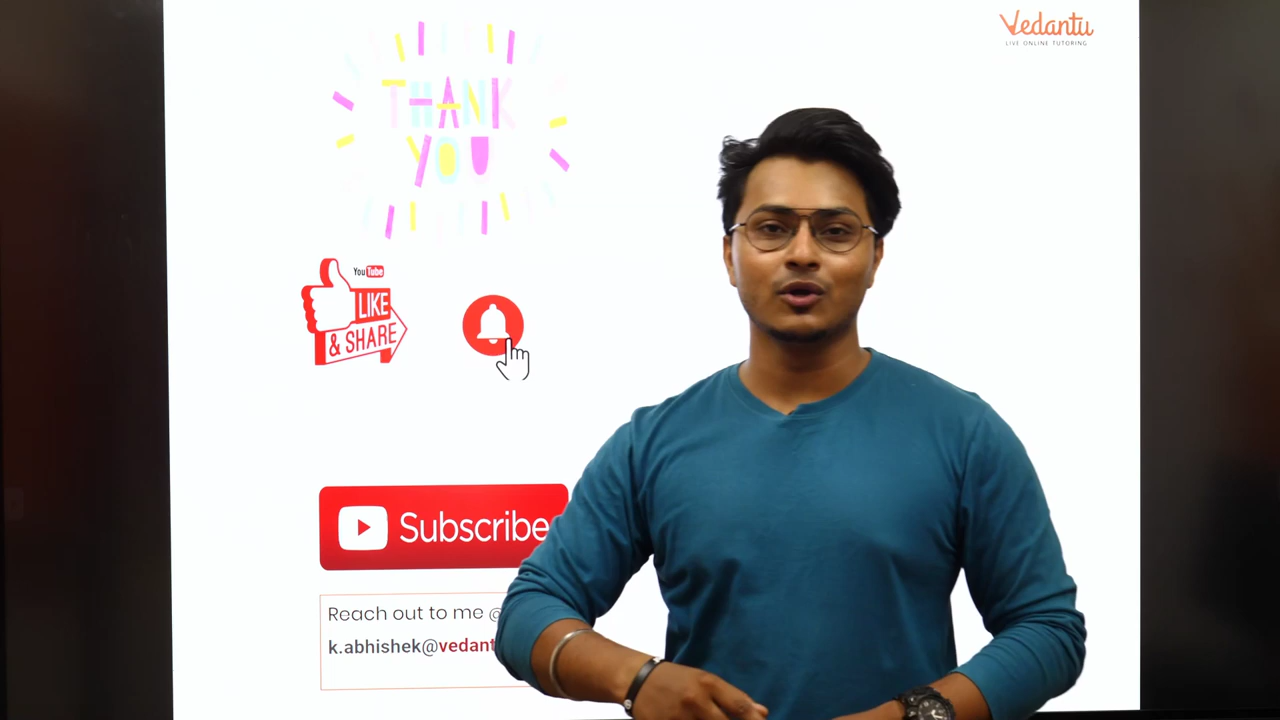 Vedantu
LIVE ONLINE TUTORING
THANK
YOU
YouTube
LIKE
& SHARE
Subscribe
Reach out to me @
k.abhishek@vedant